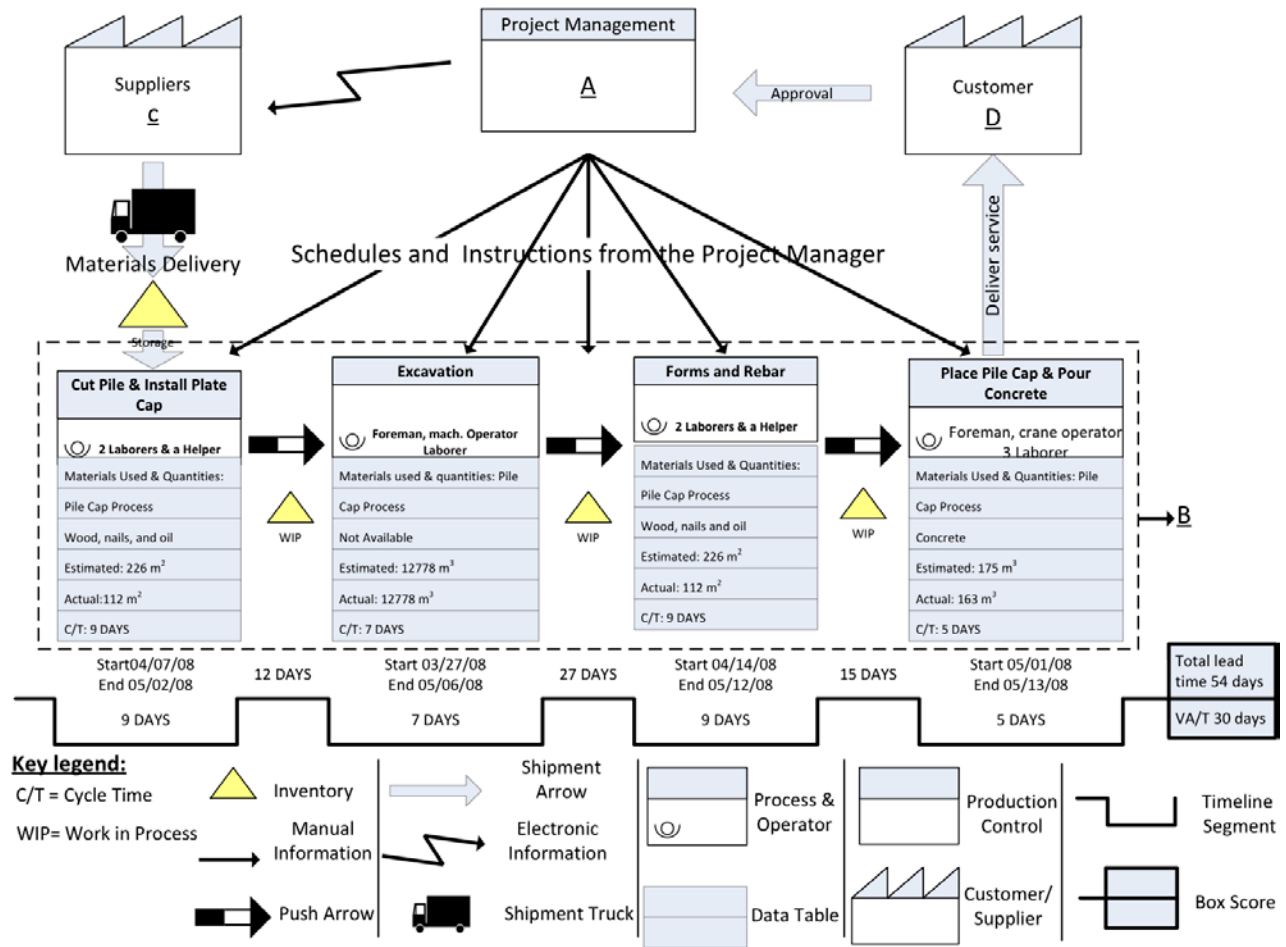 Project Management
A
Suppliers
c
Approval
Customer
D
Materials Delivery
Schedules and Instructions from the Project Manager
Deliver service
Storage
Cut Pile & Install Plate
Cap
2 Laborers & a Helper
Materials Used & Quantities:
Pile Cap Process
Wood, nails, and oil
Estimated: 226 m²
Actual:112 m²
C/T: 9 DAYS
WIP
Excavation
Foreman, mach. Operator
Laborer
Materials used & quantities: Pile
Cap Process
Not Available
Estimated: 12778 m³
Actual: 12778 m³
C/T: 7 DAYS
WIP
Forms and Rebar
2 Laborers & a Helper
Materials Used & Quantities:
Pile Cap Process
Wood, nails and oil
Estimated: 226 m²
Actual: 112 m²
C/T: 9 DAYS
WIP
Place Pile Cap & Pour
Concrete
Foreman, crane operator
3 Laborer
Materials Used & Quantities: Pile
Cap Process
Concrete
Estimated: 175 m³
Actual: 163 m³
C/T: 5 DAYS
B
Start04/07/08
End 05/02/08
12 DAYS
Start 03/27/08
End 05/06/08
27 DAYS
Start 04/14/08
End 05/12/08
15 DAYS
Start 05/01/08
End 05/13/08
Total lead
time 54 days
9 DAYS
7 DAYS
9 DAYS
5 DAYS
VA/T 30 days
Key legend:
C/T = Cycle Time
WIP= Work in Process
Inventory
Manual
Information
Push Arrow
Shipment
Arrow
Electronic
Information
Shipment Truck
Process &
Operator
Data Table
Production
Control
Customer/
Supplier
Timeline
Segment
Box Score